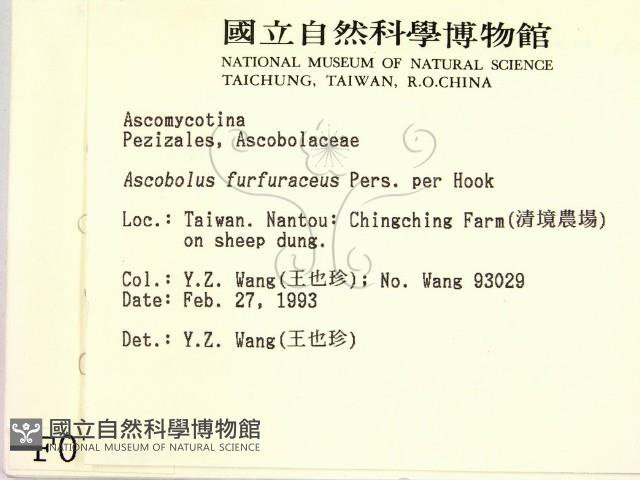 國立自然科學博物館
NATIONAL MUSEUM OF NATURAL SCIENCE
TAICHUNG, TAIWAN, R.O.CHINA
Ascomycotina
Pezizales, Ascobolaceae
Ascobolus furfuraceus Pers. per Hook
Loc.: Taiwan. Nantou: Chingching Farm(清境農場)
on sheep dung.
Col.: Y.Z. Wang(王也珍); No. Wang 93029
Date: Feb. 27, 1993
Det.: Y.Z. Wang(王也珍)
國立自然科學博物館
NATIONAL MUSEUM OF NATURAL SCIENCE
F0